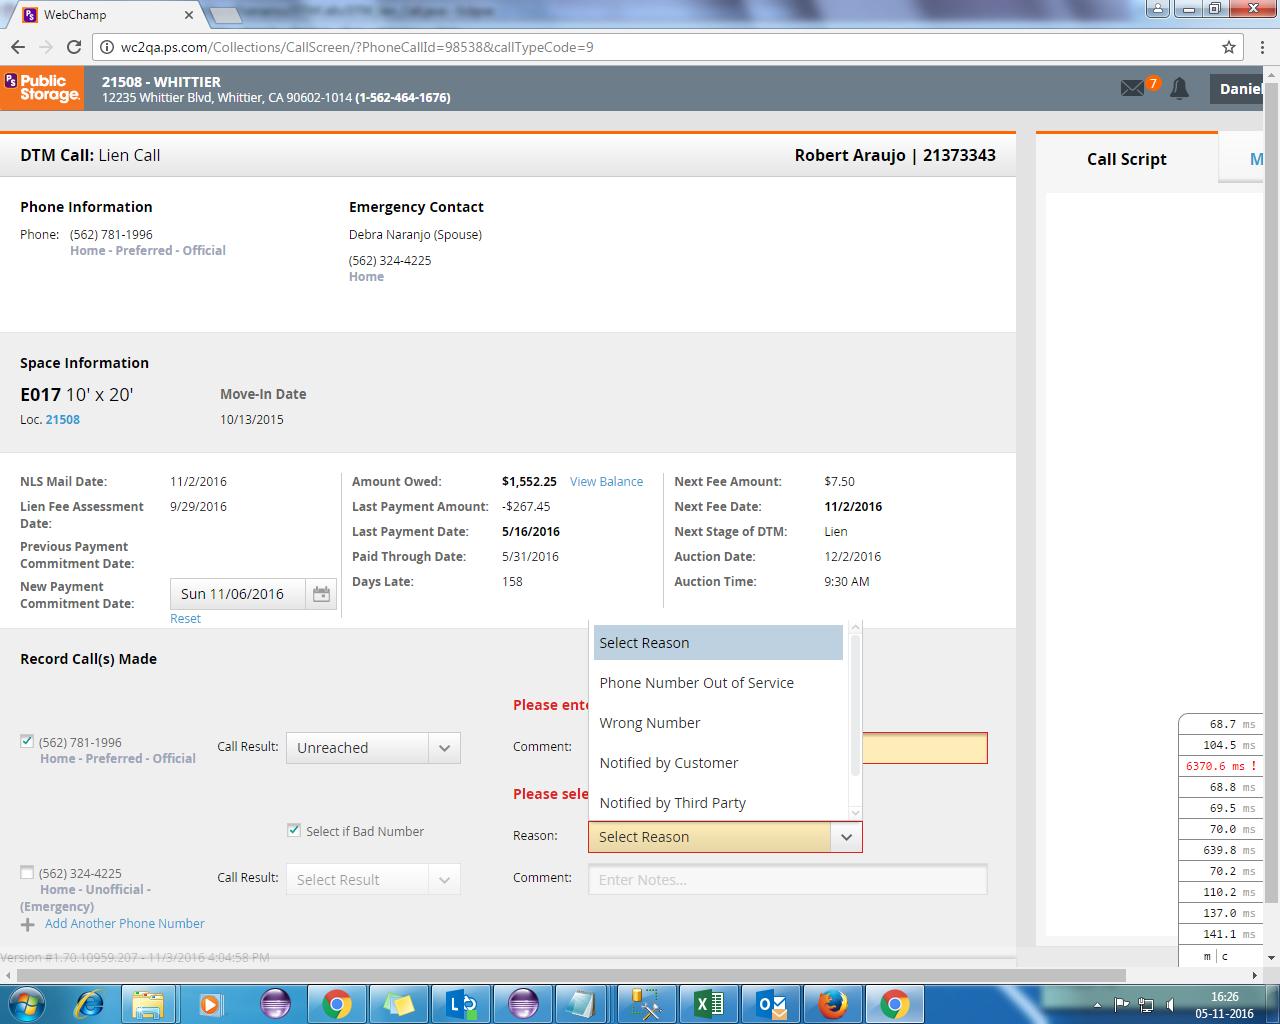 WebChamp
wc2qa.ps.com/Collections/CallScreen/?PhoneCallId=98538&callTypeCode=9
PS Public Storage.
21508 - WHITTIER
12235 Whittier Blvd, Whittier, CA 90602-1014 (1-562-464-1676)
7
Daniel
DTM Call: Lien Call
Robert Araujo | 21373343
Call Script
M
Phone Information
Emergency Contact
Phone: (562) 781-1996
Home - Preferred - Official
Debra Naranjo (Spouse)
(562) 324-4225
Home
Space Information
E017 10' x 20'
Move-In Date
Loc. 21508
10/13/2015
NLS Mail Date: 11/2/2016
Lien Fee Assessment Date: 9/29/2016
Previous Payment Commitment Date:
New Payment Commitment Date: Sun 11/06/2016
Reset
Amount Owed: $1,552.25 View Balance
Last Payment Amount: -$267.45
Last Payment Date: 5/16/2016
Paid Through Date: 5/31/2016
Days Late: 158
Next Fee Amount: $7.50
Next Fee Date: 11/2/2016
Next Stage of DTM: Lien
Auction Date: 12/2/2016
Auction Time: 9:30 AM
Record Call(s) Made
Please ente
(562) 781-1996
Home - Preferred - Official
Call Result: Unreached
Comment:
Please sele
Select if Bad Number
Reason: Select Reason
Select Reason
Phone Number Out of Service
Wrong Number
Notified by Customer
Notified by Third Party
(562) 324-4225
Home - Unofficial -
(Emergency)
Call Result: Select Result
Comment: Enter Notes...
Add Another Phone Number
Version #1.70.10959.207 - 11/3/2016 4:04:58 PM
68.7 ms
104.5 ms
6370.6 ms !
68.8 ms
69.5 ms
70.0 ms
639.8 ms
70.2 ms
110.2 ms
137.0 ms
141.1 ms
m | c
16:26
05-11-2016